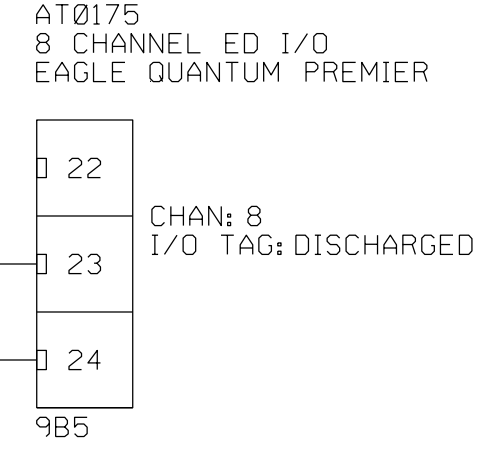 AT0175
8 CHANNEL ED I/O
EAGLE QUANTUM PREMIER
22
CHAN: 8
I/O TAG: DISCHARGED
23
24
9B5